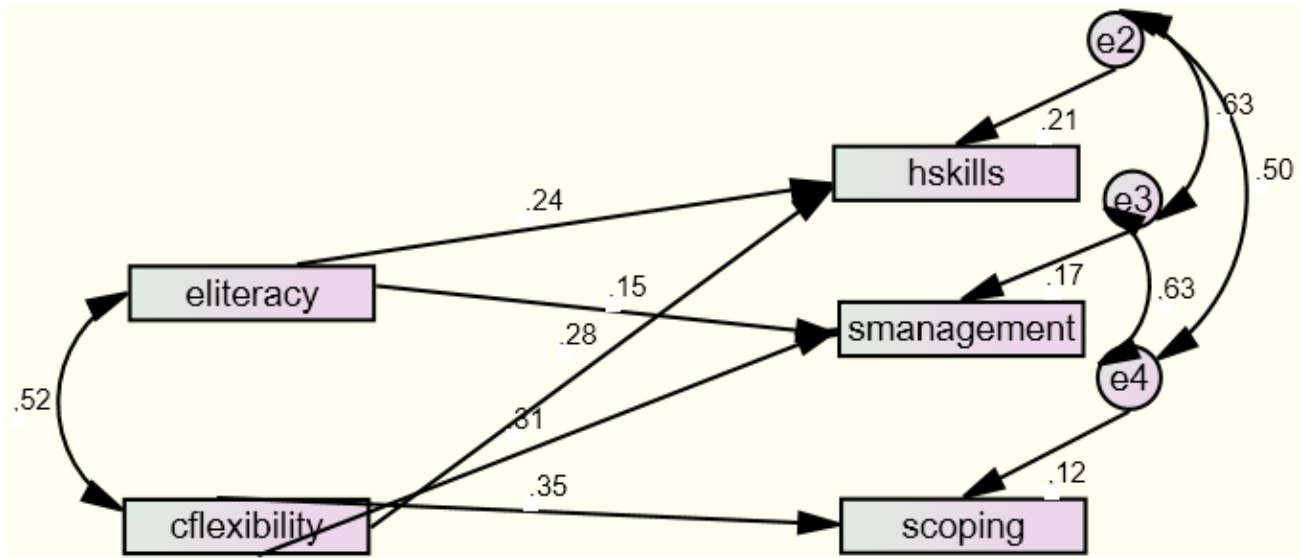 e2
.63
.21
hskills
.50
e3
.24
eliteracy
.15
.17
.63
.28
smanagement
e4
.52
.31
.35
.12
cflexibility
scoping